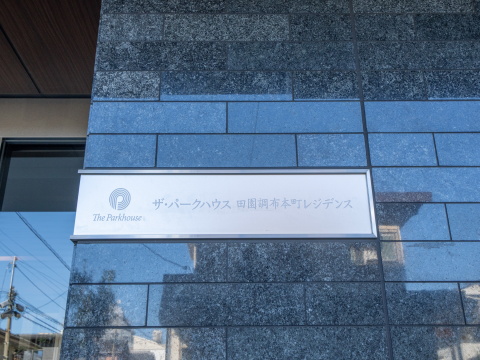 The Parkhouse
ザ・パークハウス 田園調布本町レジデンス